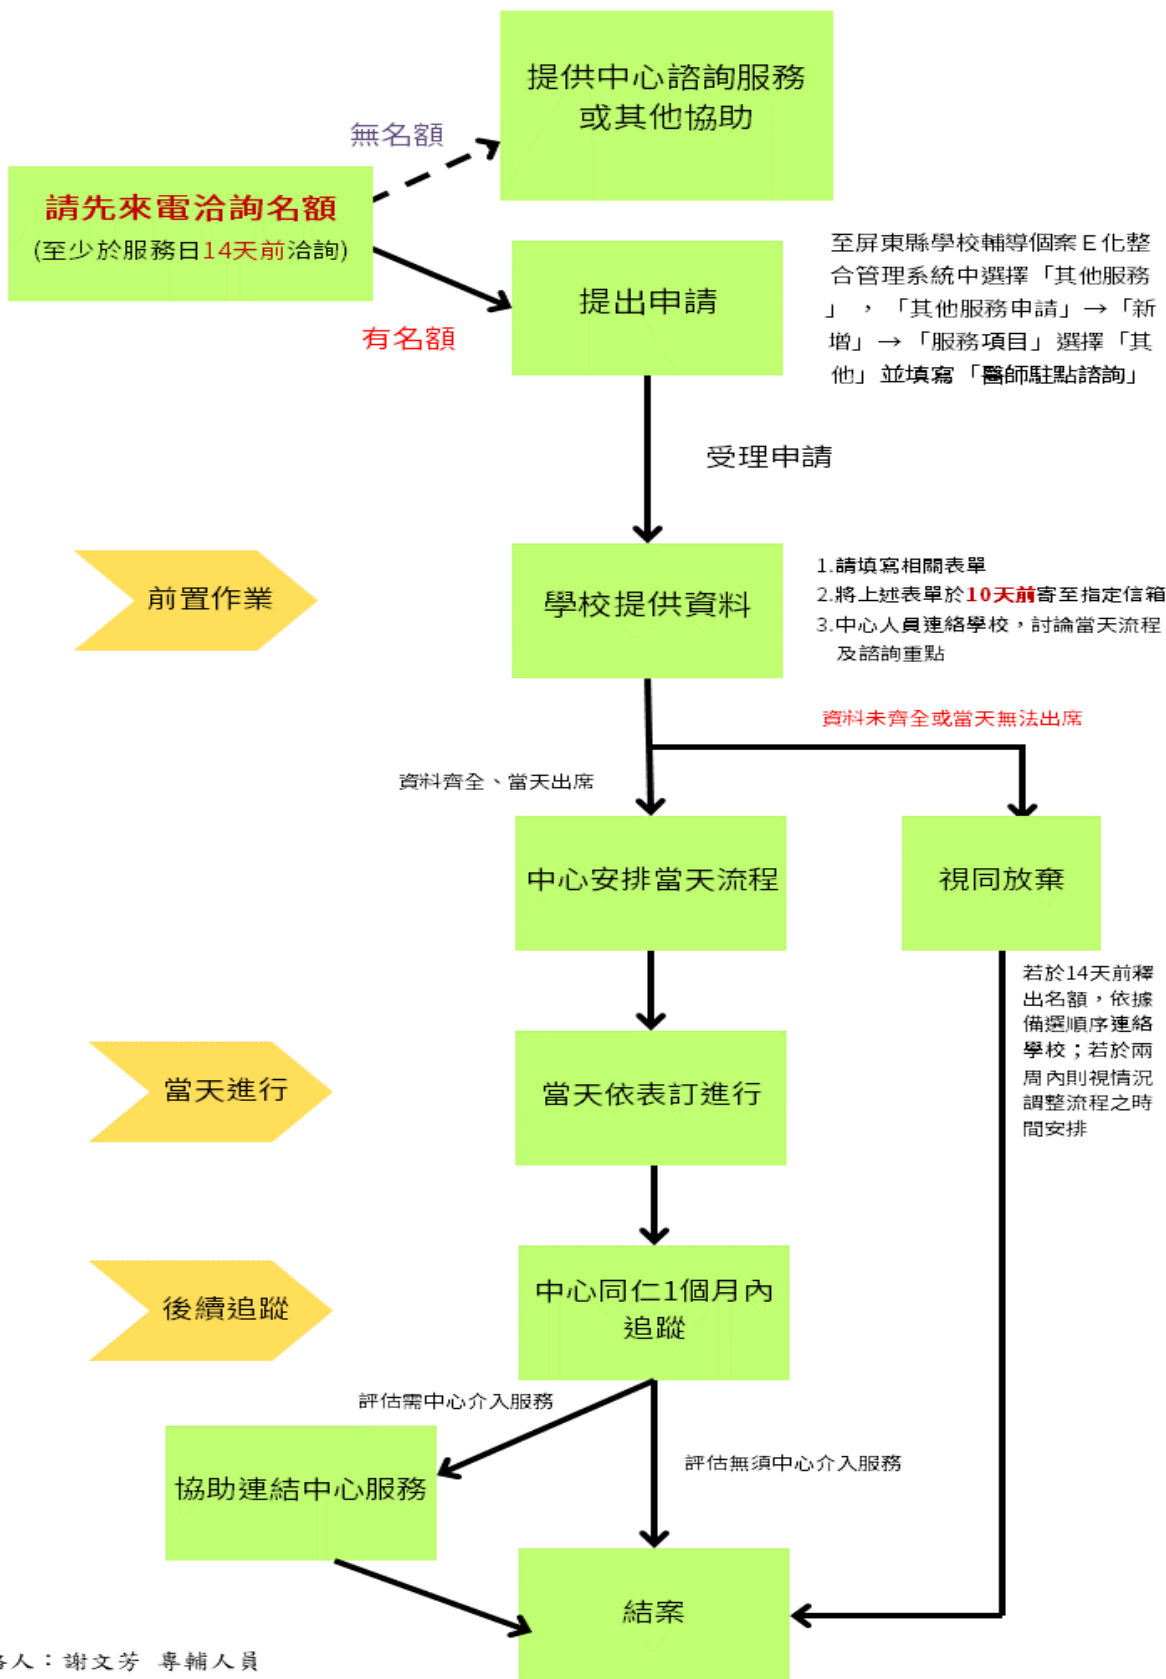 提供中心諮詢服務
或其他協助
無名額
請先來電洽詢名額
(至少於服務日14天前洽詢)
有名額
提出申請
至屏東縣學校輔導個案E化整
合管理系統中選擇「其他服務
」,「其他服務申請」→「新
增」→「服務項目」選擇「其
他」並填寫「醫師駐點諮詢」
受理申請
前置作業
學校提供資料
1.請填寫相關表單
2.將上述表單於10天前寄至指定信箱
3.中心人員連絡學校,討論當天流程
及諮詢重點
資料未齊全或當天無法出席
資料齊全、當天出席
中心安排當天流程
視同放棄
若於14天前釋
出名額,依據
備選順序連絡
學校;若於兩
周內則視情況
調整流程之時
間安排
當天進行
當天依表訂進行
後續追蹤
中心同仁1個月內
追蹤
評估需中心介入服務
評估無須中心介入服務
協助連結中心服務
結案
人:謝文芳 專輔人員